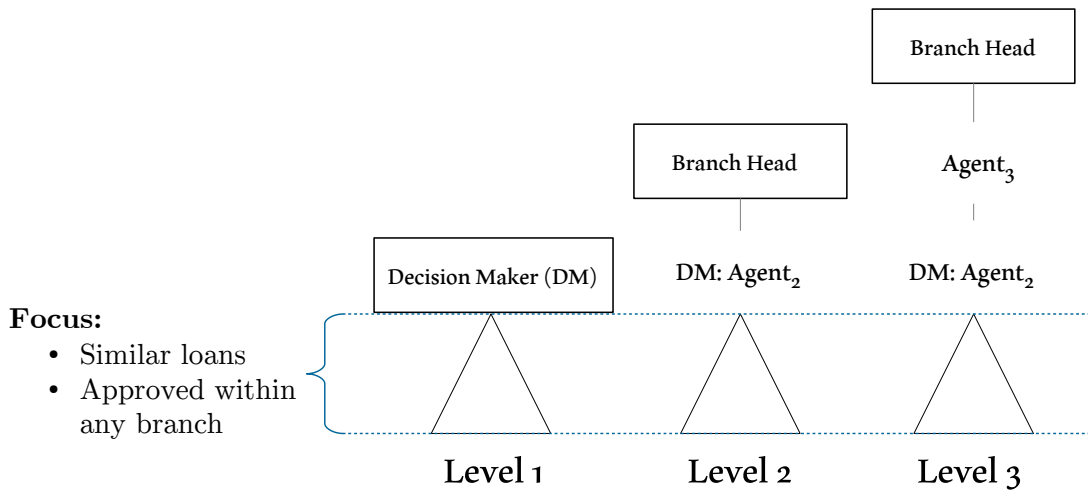 Branch Head
Branch Head
Agent₃
Decision Maker (DM)
DM: Agent₂
DM: Agent₂
Focus:
• Similar loans
• Approved within
any branch
Level 1
Level 2
Level 3